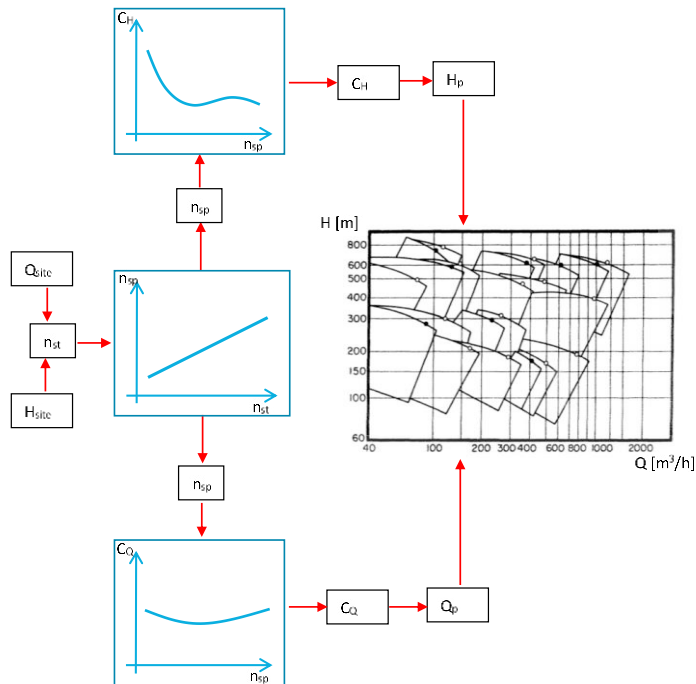 C_H
n_sp
C_H
H_p
n_sp
Q_site
n_st
H_site
n_sp
n_st
H [m]
800
600
500
400
300
200
150
100
60
40
100
200
300
400
600
800
1000
2000
Q [m³/h]
n_sp
C_Q
n_sp
C_Q
Q_p